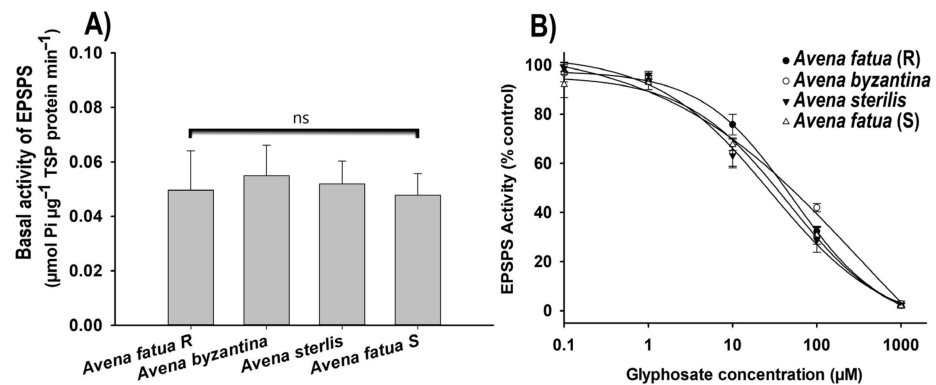 A)
Basal activity of EPSPS
(µmol Pi µg⁻¹ TSP protein min⁻¹)
0.10
0.08
0.06
0.04
0.02
0.00
ns
Avena fatua R
Avena byzantina
Avena sterlis
Avena fatua S
B)
EPSPS Activity (% control)
100
80
60
40
20
0
Avena fatua (R)
Avena byzantina
Avena sterilis
Avena fatua (S)
0.1 1 10 100 1000
Glyphosate concentration (µM)